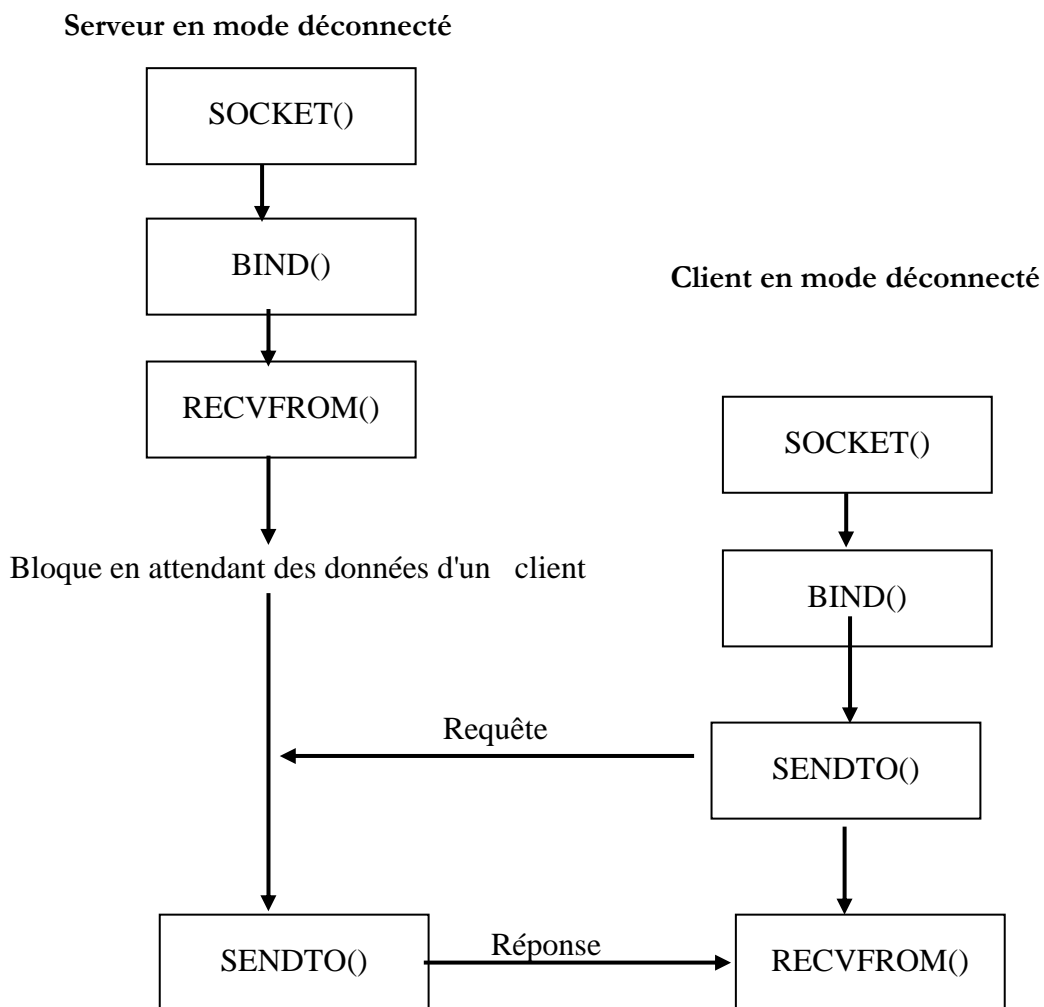 Serveur en mode déconnecté
SOCKET()
BIND()
Client en mode déconnecté
RECVFROM()
SOCKET()
Bloque en attendant des données d'un client
BIND()
Requête
SENDTO()
SENDTO()
Réponse
RECVFROM()